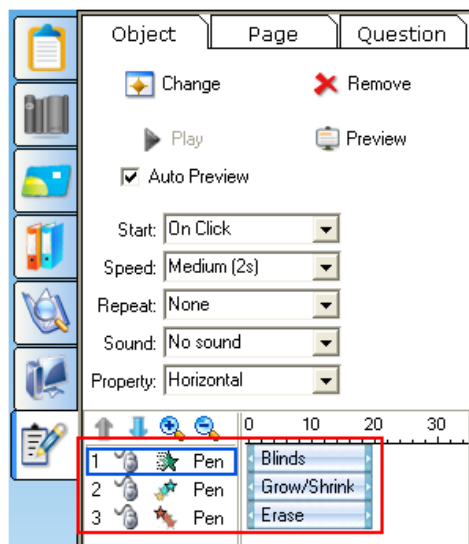 Object Page Question
Change Remove
Play Preview
Auto Preview
Start: On Click
Speed: Medium (2s)
Repeat: None
Sound: No sound
Property: Horizontal
0 10 20 30
1 Pen Blinds
2 Pen Grow/Shrink
3 Pen Erase